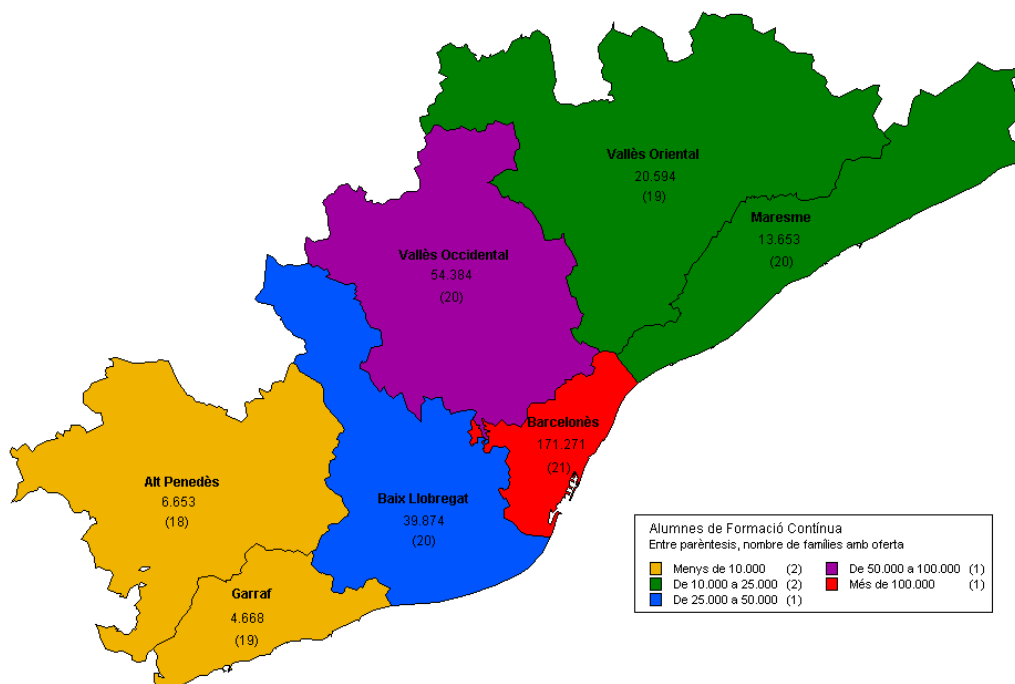 Vallès Oriental
20.594
(19)
Maresme
13.653
(20)
Vallès Occidental
54.384
(20)
Barcelonès
171.271
(21)
Alt Penedès
6.653
(18)
Baix Llobregat
39.874
(20)
Garraf
4.668
(19)
Alumnes de Formació Contínua
Entre parèntesis, nombre de famílies amb oferta
Menys de 10.000 (2)
De 10.000 a 25.000 (2)
De 25.000 a 50.000 (1)
De 50.000 a 100.000 (1)
Més de 100.000 (1)